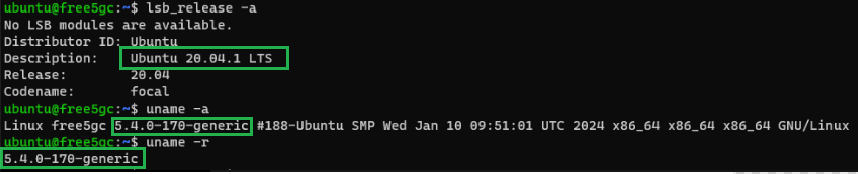 ubuntu@free5gc:~$ lsb_release -a
No LSB modules are available.
Distributor ID: Ubuntu
Description:    Ubuntu 20.04.1 LTS
Release:        20.04
Codename:       focal
ubuntu@free5gc:~$ uname -a
Linux free5gc 5.4.0-170-generic #188-Ubuntu SMP Wed Jan 10 09:51:01 UTC 2024 x86_64 x86_64 x86_64 GNU/Linux
ubuntu@free5gc:~$ uname -r
5.4.0-170-generic